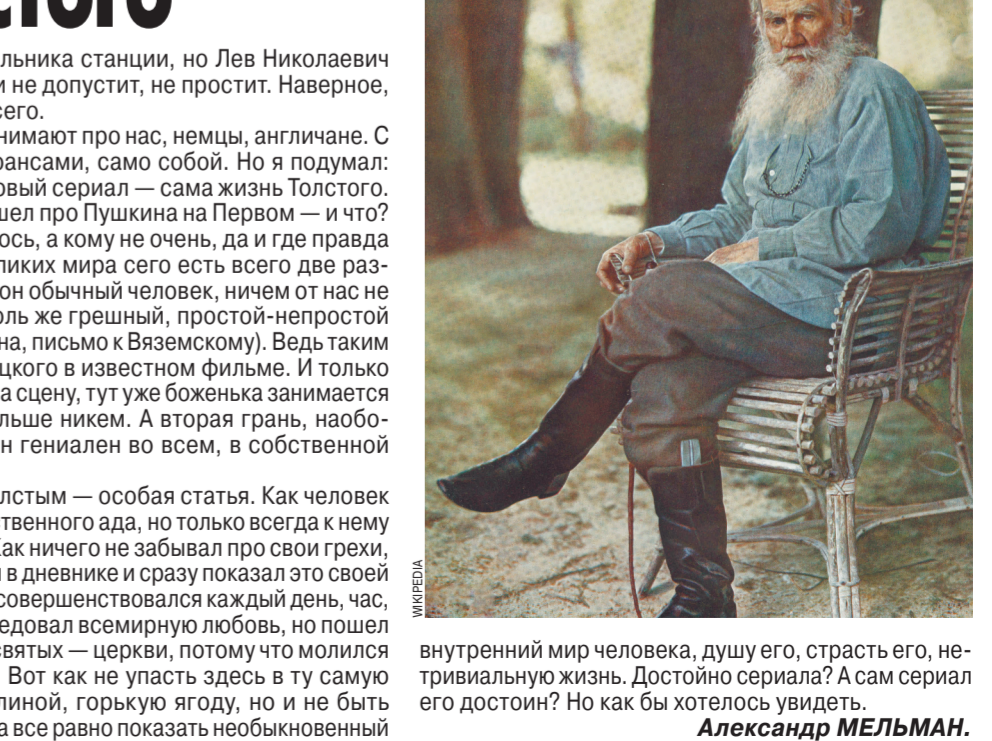 стого
льника станции, но Лев Николаевич
и не допустит, не простит. Наверное,
сего.
нимают про нас, немцы, англичане. С
рансами, само собой. Но я подумал:
овый сериал — сама жизнь Толстого.
шел про Пушкина на Первом — и что?
ось, а кому не очень, да и где правда
ликих мира сего есть всего две раз-
он обычный человек, ничем от нас не
оль же грешный, простой-непростой
на, письмо к Вяземскому). Ведь таким
цкого в известном фильме. И только
а сцену, тут уже боженька занимается
льше никем. А вторая грань, наобо-
н гениален во всем, в собственной
лстым — особая статья. Как человек
ственного ада, но только всегда к нему
Как ничего не забывал про свои грехи,
и в дневнике и сразу показал это своей
совершенствовался каждый день, час,
едовал всемирную любовь, но пошел
святых — церкви, потому что молился
Вот как не упасть здесь в ту самую
линой, горькую ягоду, но и не быть
а все равно показать необыкновенный
WIKIPEDIA
внутренний мир человека, душу его, страсть его, не-
тривиальную жизнь. Достойно сериала? А сам сериал
его достоин? Но как бы хотелось увидеть.
Александр МЕЛЬМАН.